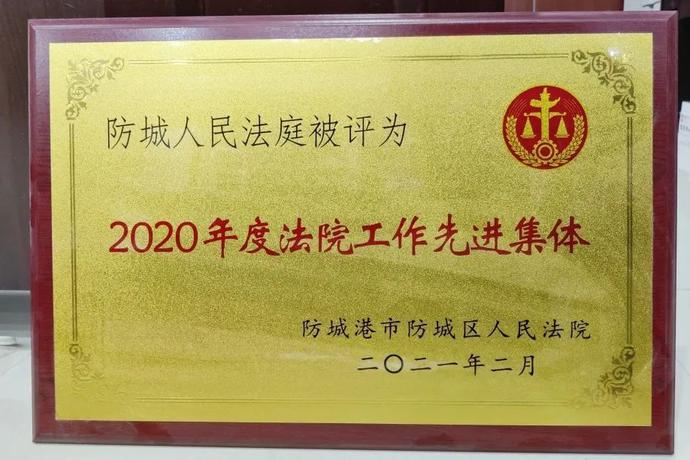 防城人民法庭被评为
2020年度法院工作先进集体
防城港市防城区人民法院
二〇二一年二月